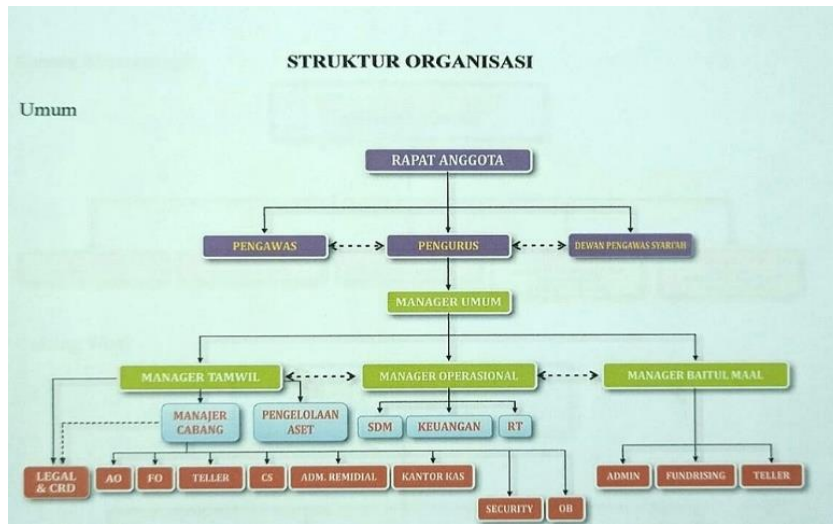 STRUKTUR ORGANISASI
Umum
RAPAT ANGGOTA
PENGAWAS
PENGURUS
DEWAN PENGAWAS SYARI'AH
MANAGER UMUM
MANAGER TAMWIL
MANAGER OPERASIONAL
MANAGER BAITUL MAAL
MANAJER
CABANG
PENGELOLAAN
ASET
SDM
KEUANGAN
RT
LEGAL
& CRD
AO
FO
TELLER
CS
ADM. REMIDIAL
KANTOR KAS
SECURITY
OB
ADMIN
FUNDRISING
TELLER